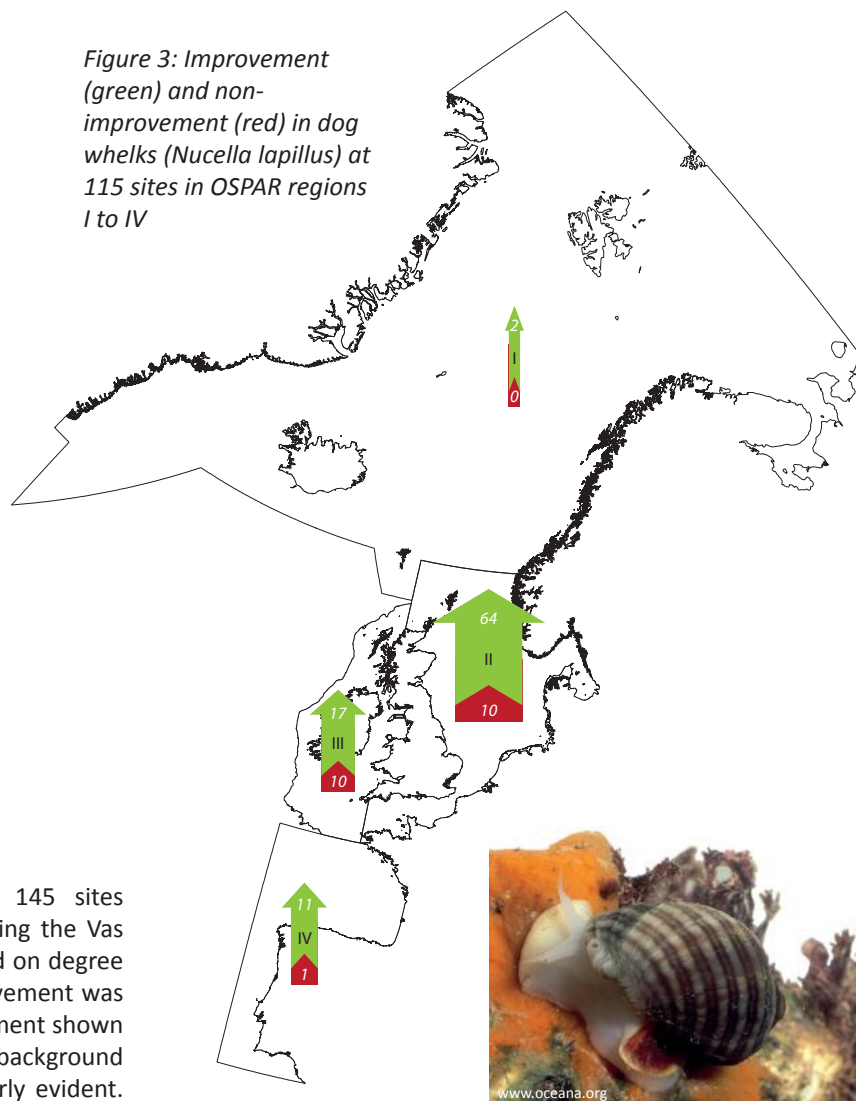 Figure 3: Improvement
(green) and non-
improvement (red) in dog
whelks (Nucella lapillus) at
115 sites in OSPAR regions
I to IV
2
I
0
64
II
10
17
III
10
11
IV
1
145 sites
ing the Vas
d on degree
vement was
ment shown
background
rly evident.
www.oceana.org